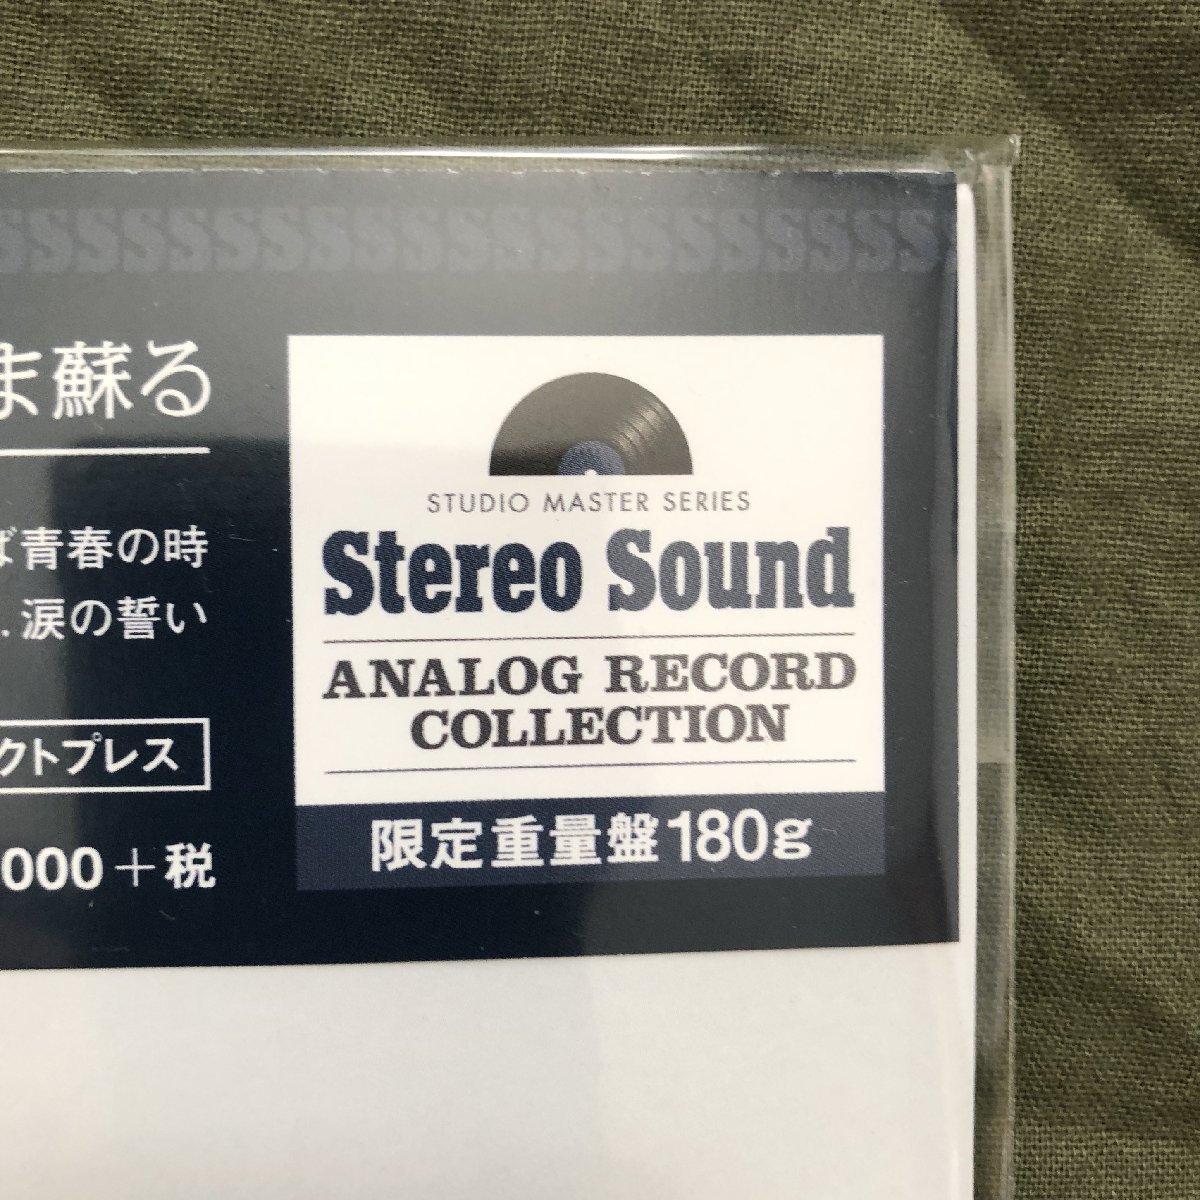 SSSSSSSSSSSSSSSSS
ま蘇る
ば青春の時
.涙の誓い
クトプレス
000＋税
STUDIO MASTER SERIES
Stereo Sound
ANALOG RECORD
COLLECTION
限定重量盤180g